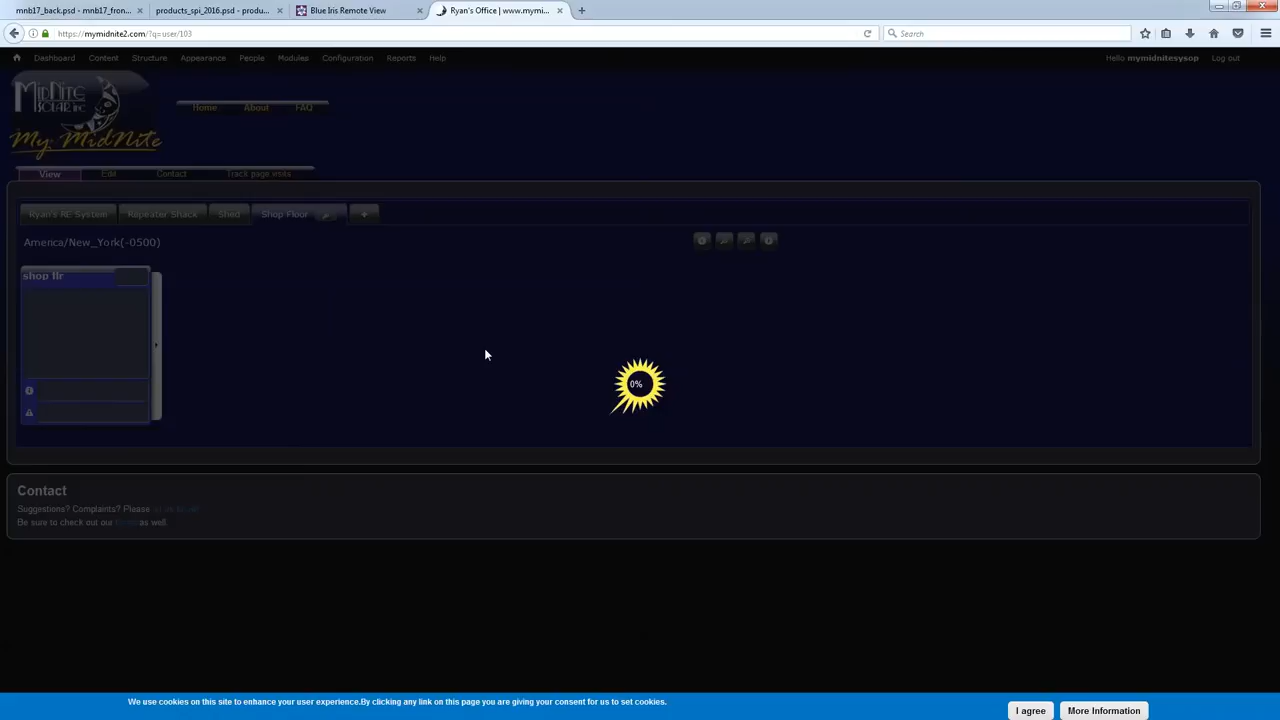 mnb17_back.psd - mnb17_fron...
products_spi_2016.psd - produ...
Blue Iris Remote View
Ryan's Office | www.mymi...
https://mymidnite2.com/?q=user/103
Search
Dashboard Content Structure Appearance People Modules Configuration Reports Help
Hello mymidnitesysop Log out
MIDNITE
SOLAR INC
My MidNite
Home About FAQ
View Edit Contact Track page visits
Ryan's RE System Repeater Shack Shed Shop Floor
America/New_York(-0500)
shop flr
0%
Contact
Suggestions? Complaints? Please
Be sure to check out our as well.
We use cookies on this site to enhance your user experience.By clicking any link on this page you are giving your consent for us to set cookies.
I agree
More Information